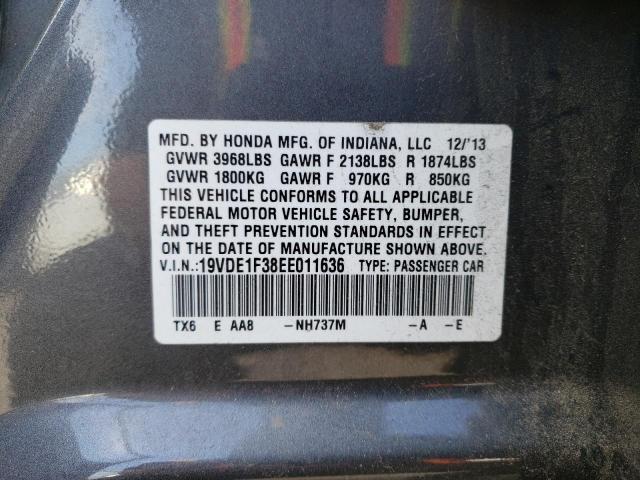 MFD. BY HONDA MFG. OF INDIANA, LLC 12/'13
GVWR 3968LBS GAWR F 2138LBS R 1874LBS
GVWR 1800KG GAWR F 970KG R 850KG
THIS VEHICLE CONFORMS TO ALL APPLICABLE
FEDERAL MOTOR VEHICLE SAFETY, BUMPER,
AND THEFT PREVENTION STANDARDS IN EFFECT
ON THE DATE OF MANUFACTURE SHOWN ABOVE.
V.I.N.:19VDE1F38EE011636 TYPE: PASSENGER CAR
TX6 E AA8 -NH737M -A -E